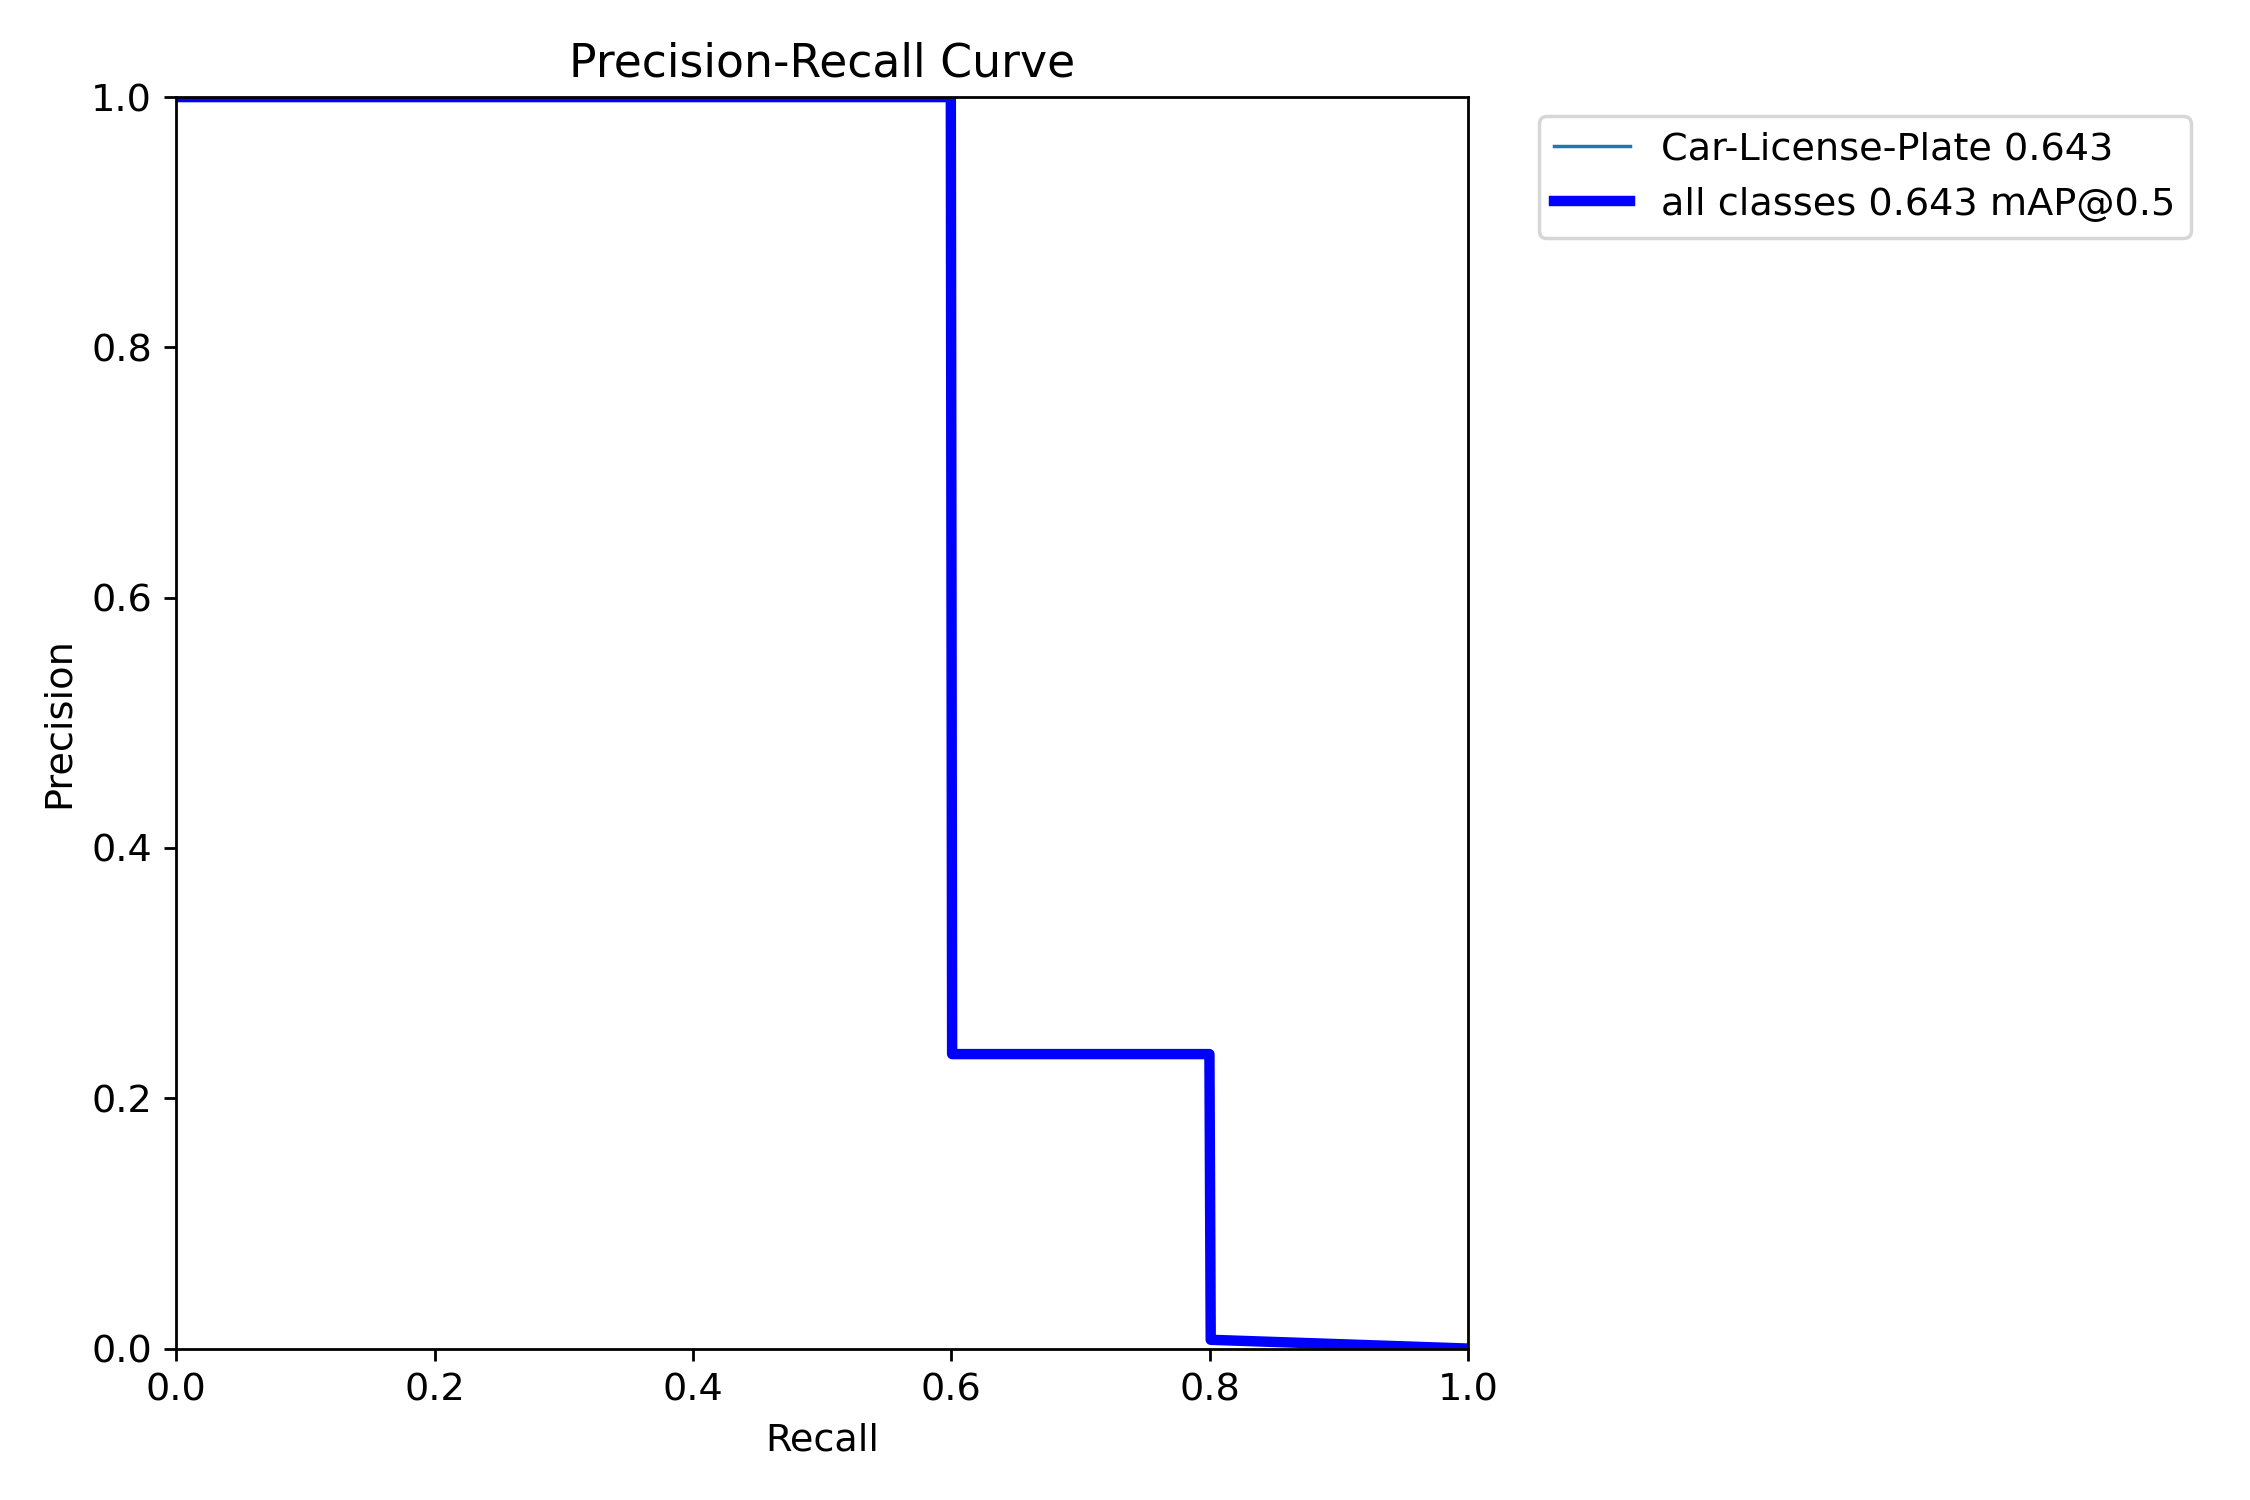 Precision-Recall Curve
Car-License-Plate 0.643
all classes 0.643 mAP@0.5
Precision
1.0
0.8
0.6
0.4
0.2
0.0
0.0 0.2 0.4 0.6 0.8 1.0
Recall